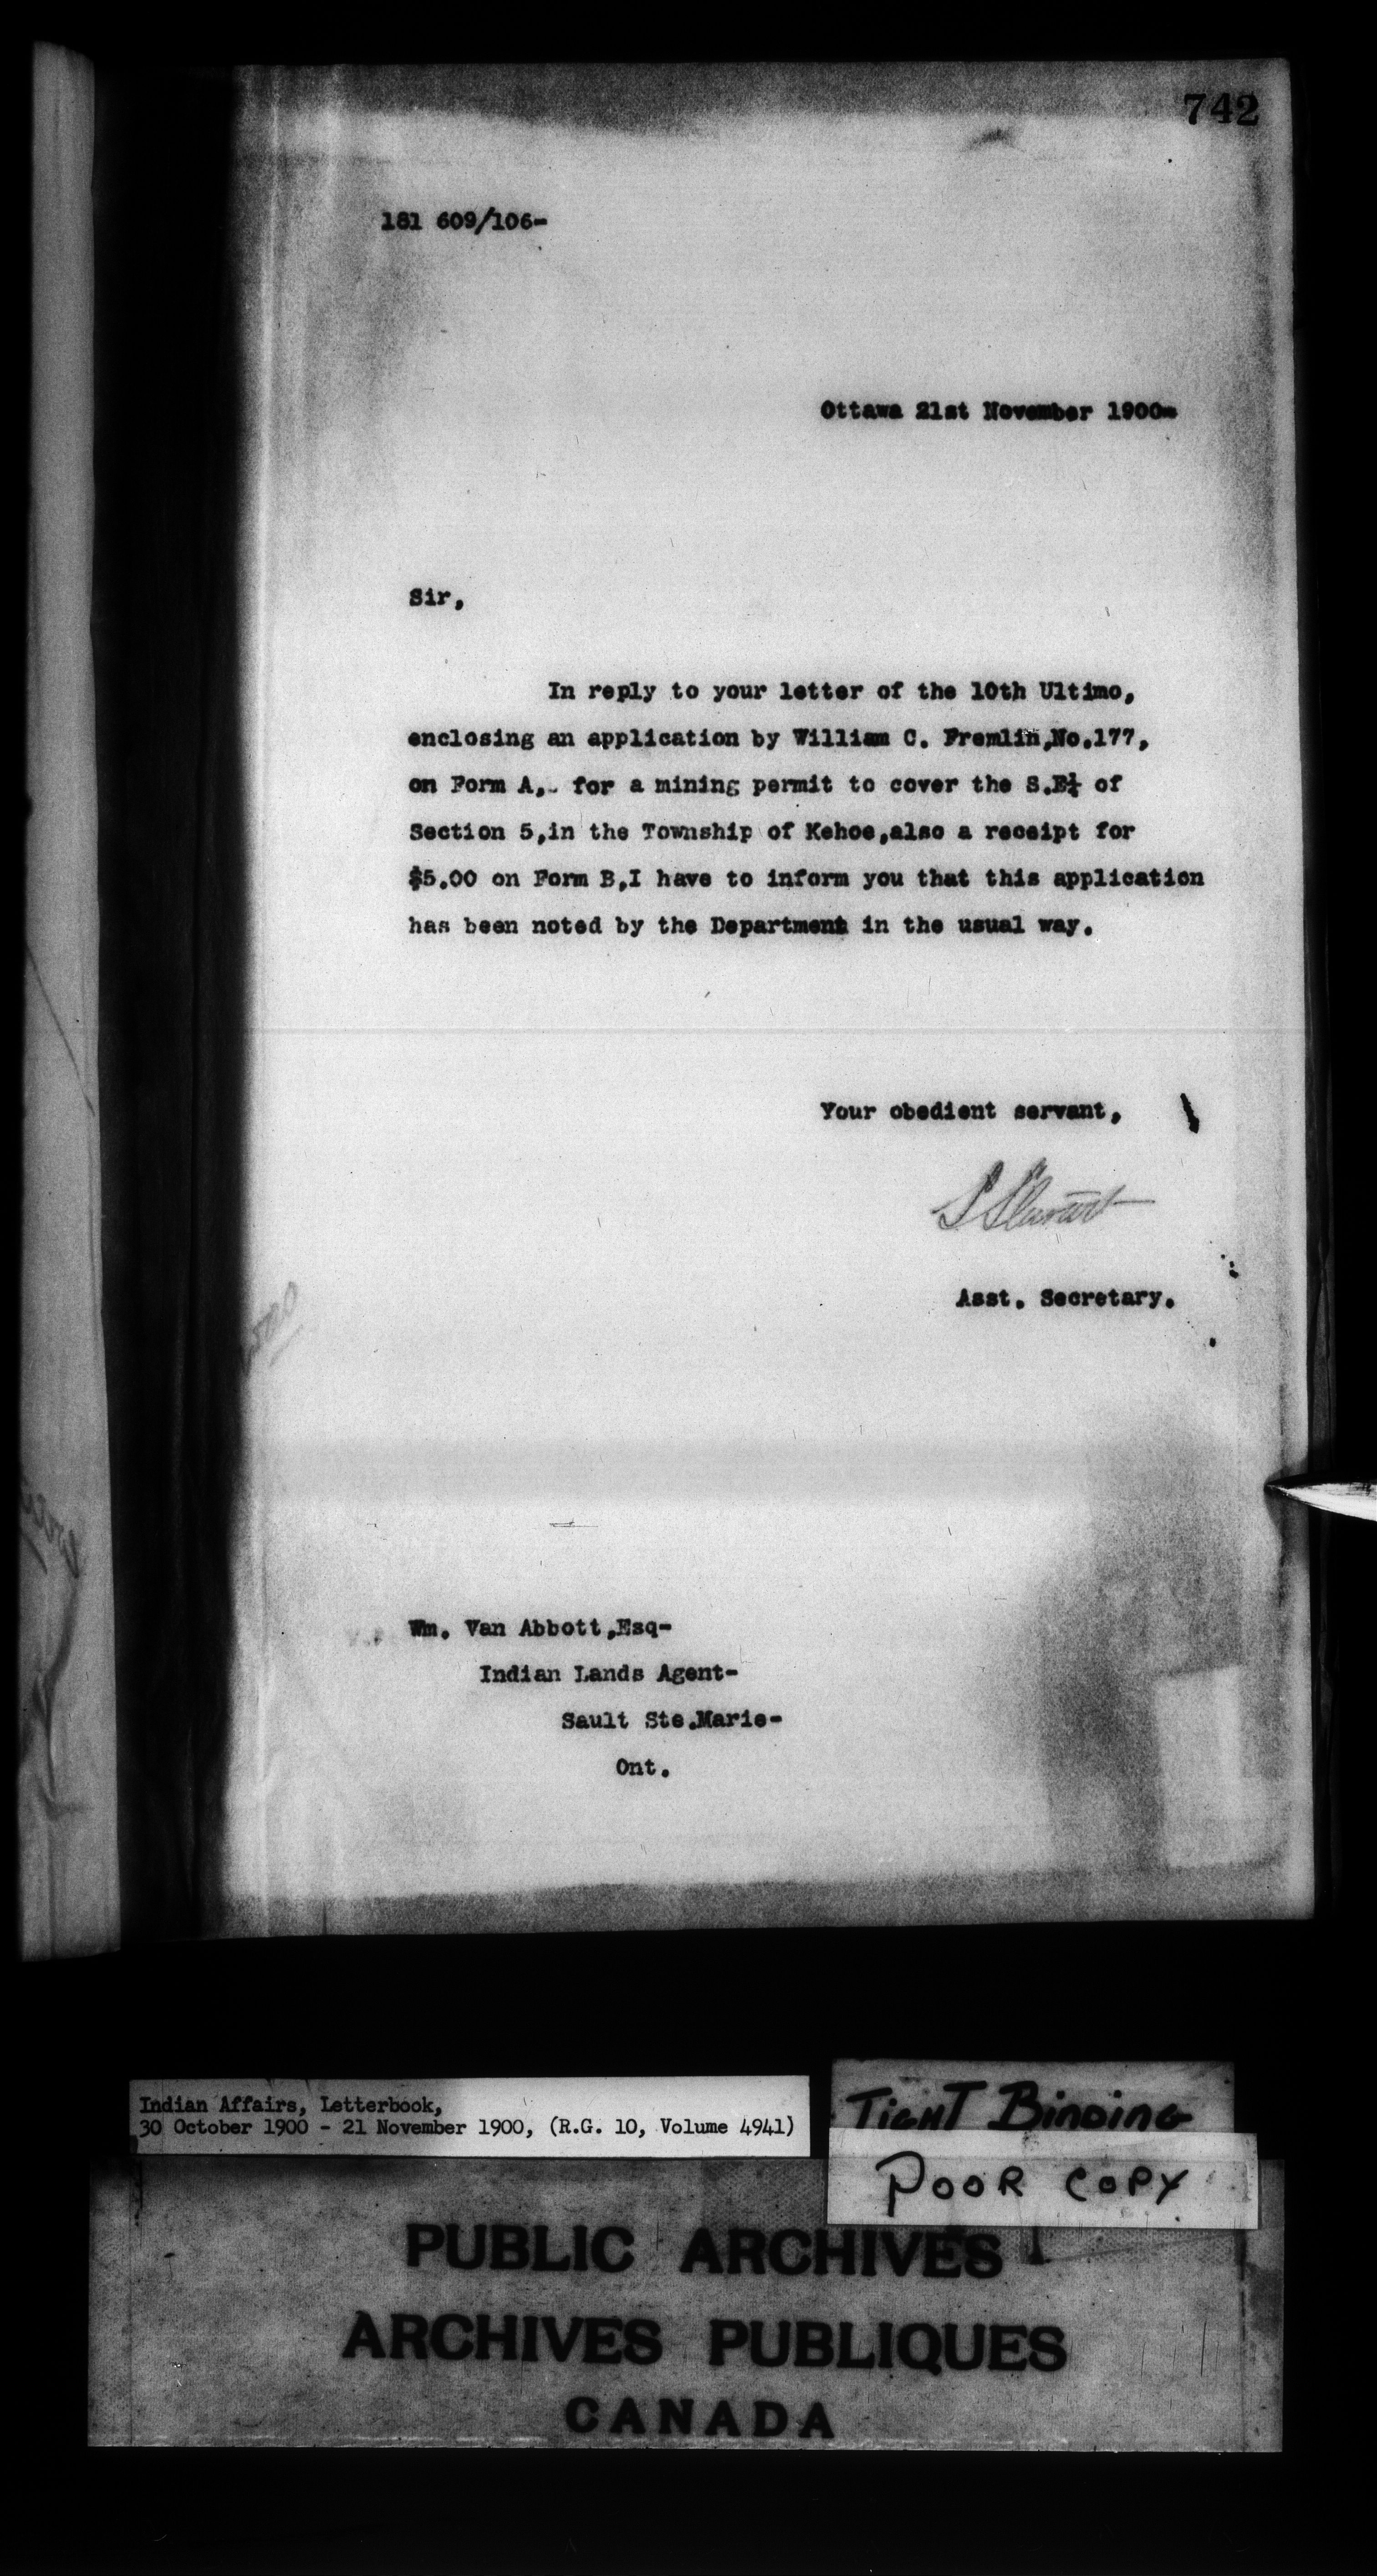 742
181 609/106-
Ottawa 21st November 1900-
Sir,
In reply to your letter of the 10th Ultimo,
enclosing an application by William C. Fremlin,No.177,
on Form A,. for a mining permit to cover the S.E¼ of
Section 5,in the Township of Kehoe,also a receipt for
$5.00 on Form B,I have to inform you that this application
has been noted by the Department in the usual way.
Your obedient servant,
S Stewart
Asst. Secretary.
Wm. Van Abbott,Esq-
Indian Lands Agent-
Sault Ste.Marie-
Ont.
Indian Affairs, Letterbook,
30 October 1900 - 21 November 1900, (R.G. 10, Volume 4941)
TIGHT BINDING
POOR COPY
PUBLIC ARCHIVES
ARCHIVES PUBLIQUES
CANADA